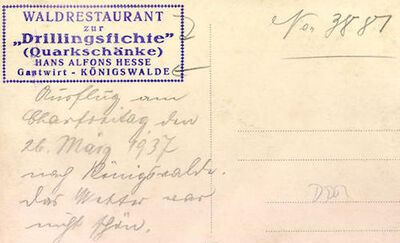 WALDRESTAURANT
zur
„Drillingsfichte”
(Quarkschänke)
HANS ALFONS HESSE
Gastwirt - KÖNIGSWALDE
No. 3881
Ausflug am
Charfreitag den
26. März 1937
nach Königswalde.
Das Wetter war
nicht schön.